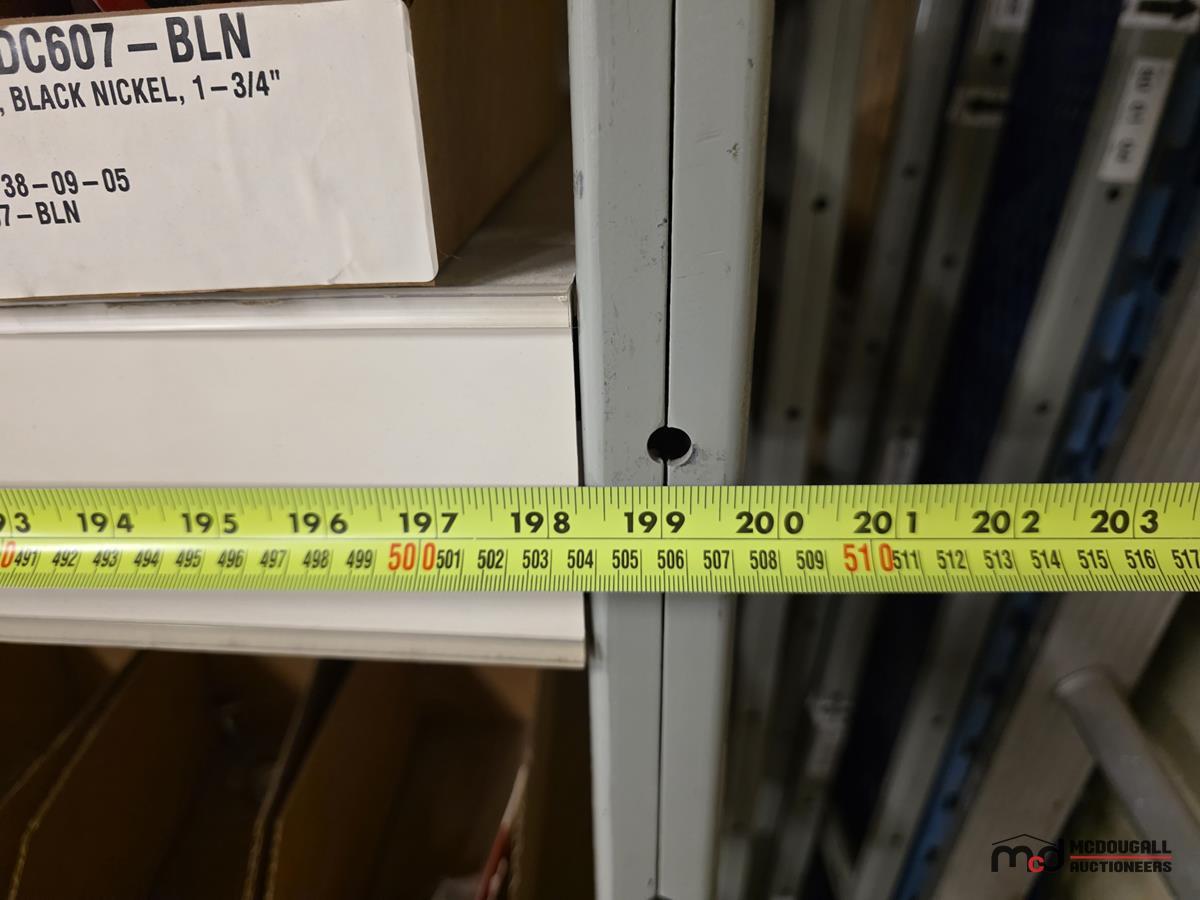 DC607-BLN
, BLACK NICKEL, 1-3/4"
38-09-05
7-BLN
93 194 195 196 197 198 199 200 201 202 203
0 491 492 493 494 495 496 497 498 499 500 501 502 503 504 505 506 507 508 509 510 511 512 513 514 515 516 517
mcd MCDOUGALL
AUCTIONEERS